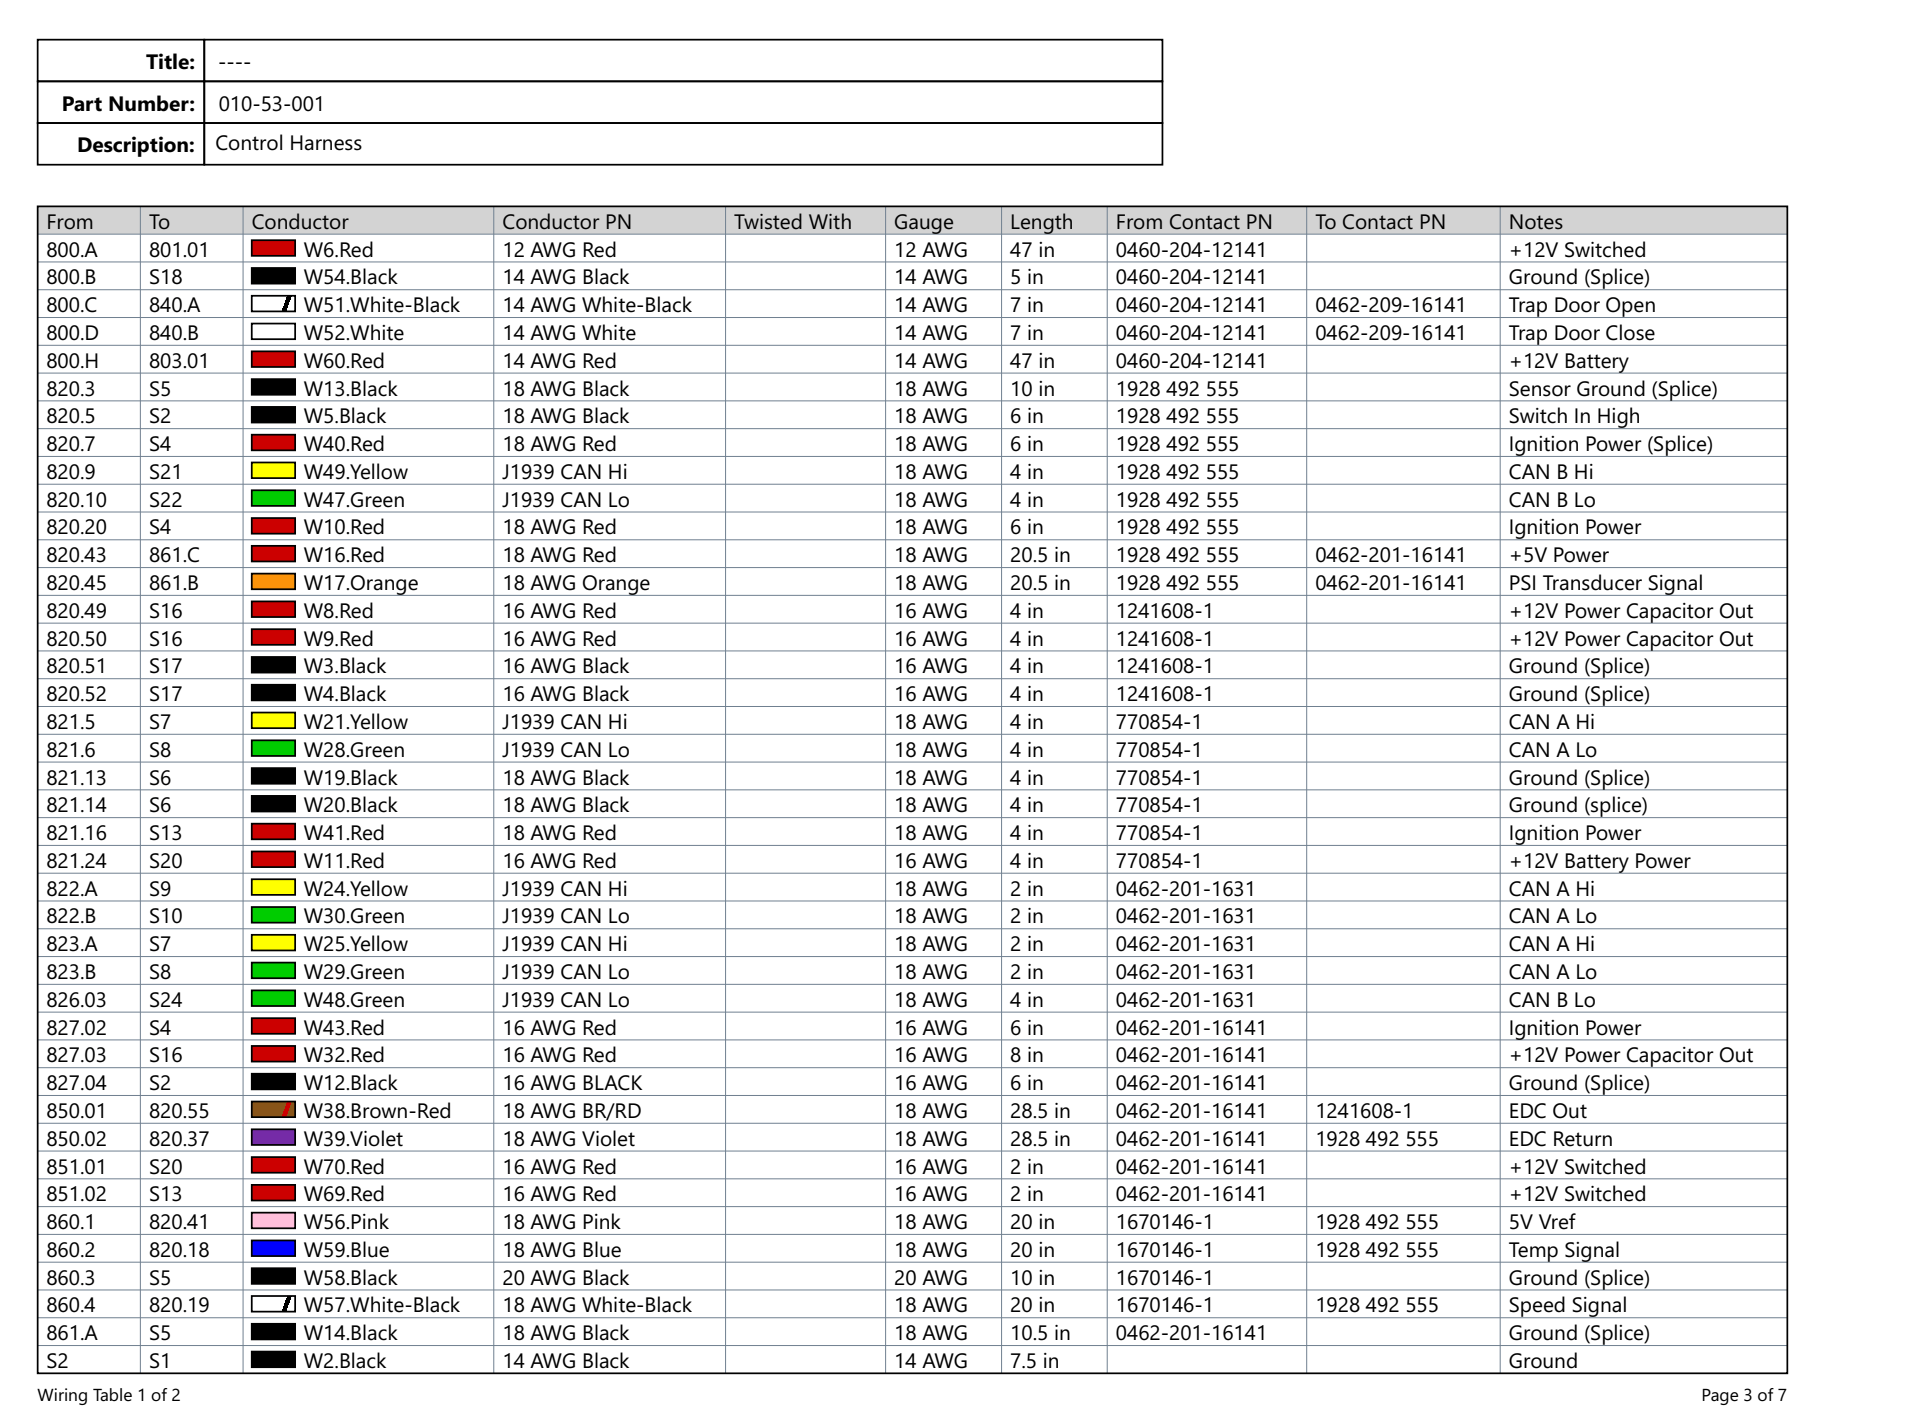 Title: ----
Part Number: 010-53-001
Description: Control Harness
From To Conductor Conductor PN Twisted With Gauge Length From Contact PN To Contact PN Notes
800.A 801.01 W6.Red 12 AWG Red 12 AWG 47 in 0460-204-12141 +12V Switched
800.B S18 W54.Black 14 AWG Black 14 AWG 5 in 0460-204-12141 Ground (Splice)
800.C 840.A W51.White-Black 14 AWG White-Black 14 AWG 7 in 0460-204-12141 0462-209-16141 Trap Door Open
800.D 840.B W52.White 14 AWG White 14 AWG 7 in 0460-204-12141 0462-209-16141 Trap Door Close
800.H 803.01 W60.Red 14 AWG Red 14 AWG 47 in 0460-204-12141 +12V Battery
820.3 S5 W13.Black 18 AWG Black 18 AWG 10 in 1928 492 555 Sensor Ground (Splice)
820.5 S2 W5.Black 18 AWG Black 18 AWG 6 in 1928 492 555 Switch In High
820.7 S4 W40.Red 18 AWG Red 18 AWG 6 in 1928 492 555 Ignition Power (Splice)
820.9 S21 W49.Yellow J1939 CAN Hi 18 AWG 4 in 1928 492 555 CAN B Hi
820.10 S22 W47.Green J1939 CAN Lo 18 AWG 4 in 1928 492 555 CAN B Lo
820.20 S4 W10.Red 18 AWG Red 18 AWG 6 in 1928 492 555 Ignition Power
820.43 861.C W16.Red 18 AWG Red 18 AWG 20.5 in 1928 492 555 0462-201-16141 +5V Power
820.45 861.B W17.Orange 18 AWG Orange 18 AWG 20.5 in 1928 492 555 0462-201-16141 PSI Transducer Signal
820.49 S16 W8.Red 16 AWG Red 16 AWG 4 in 1241608-1 +12V Power Capacitor Out
820.50 S16 W9.Red 16 AWG Red 16 AWG 4 in 1241608-1 +12V Power Capacitor Out
820.51 S17 W3.Black 16 AWG Black 16 AWG 4 in 1241608-1 Ground (Splice)
820.52 S17 W4.Black 16 AWG Black 16 AWG 4 in 1241608-1 Ground (Splice)
821.5 S7 W21.Yellow J1939 CAN Hi 18 AWG 4 in 770854-1 CAN A Hi
821.6 S8 W28.Green J1939 CAN Lo 18 AWG 4 in 770854-1 CAN A Lo
821.13 S6 W19.Black 18 AWG Black 18 AWG 4 in 770854-1 Ground (Splice)
821.14 S6 W20.Black 18 AWG Black 18 AWG 4 in 770854-1 Ground (splice)
821.16 S13 W41.Red 18 AWG Red 18 AWG 4 in 770854-1 Ignition Power
821.24 S20 W11.Red 16 AWG Red 16 AWG 4 in 770854-1 +12V Battery Power
822.A S9 W24.Yellow J1939 CAN Hi 18 AWG 2 in 0462-201-1631 CAN A Hi
822.B S10 W30.Green J1939 CAN Lo 18 AWG 2 in 0462-201-1631 CAN A Lo
823.A S7 W25.Yellow J1939 CAN Hi 18 AWG 2 in 0462-201-1631 CAN A Hi
823.B S8 W29.Green J1939 CAN Lo 18 AWG 2 in 0462-201-1631 CAN A Lo
826.03 S24 W48.Green J1939 CAN Lo 18 AWG 4 in 0462-201-1631 CAN B Lo
827.02 S4 W43.Red 16 AWG Red 16 AWG 6 in 0462-201-16141 Ignition Power
827.03 S16 W32.Red 16 AWG Red 16 AWG 8 in 0462-201-16141 +12V Power Capacitor Out
827.04 S2 W12.Black 16 AWG BLACK 16 AWG 6 in 0462-201-16141 Ground (Splice)
850.01 820.55 W38.Brown-Red 18 AWG BR/RD 18 AWG 28.5 in 0462-201-16141 1241608-1 EDC Out
850.02 820.37 W39.Violet 18 AWG Violet 18 AWG 28.5 in 0462-201-16141 1928 492 555 EDC Return
851.01 S20 W70.Red 16 AWG Red 16 AWG 2 in 0462-201-16141 +12V Switched
851.02 S13 W69.Red 16 AWG Red 16 AWG 2 in 0462-201-16141 +12V Switched
860.1 820.41 W56.Pink 18 AWG Pink 18 AWG 20 in 1670146-1 1928 492 555 5V Vref
860.2 820.18 W59.Blue 18 AWG Blue 18 AWG 20 in 1670146-1 1928 492 555 Temp Signal
860.3 S5 W58.Black 20 AWG Black 20 AWG 10 in 1670146-1 Ground (Splice)
860.4 820.19 W57.White-Black 18 AWG White-Black 18 AWG 20 in 1670146-1 1928 492 555 Speed Signal
861.A S5 W14.Black 18 AWG Black 18 AWG 10.5 in 0462-201-16141 Ground (Splice)
S2 S1 W2.Black 14 AWG Black 14 AWG 7.5 in Ground
Wiring Table 1 of 2 Page 3 of 7